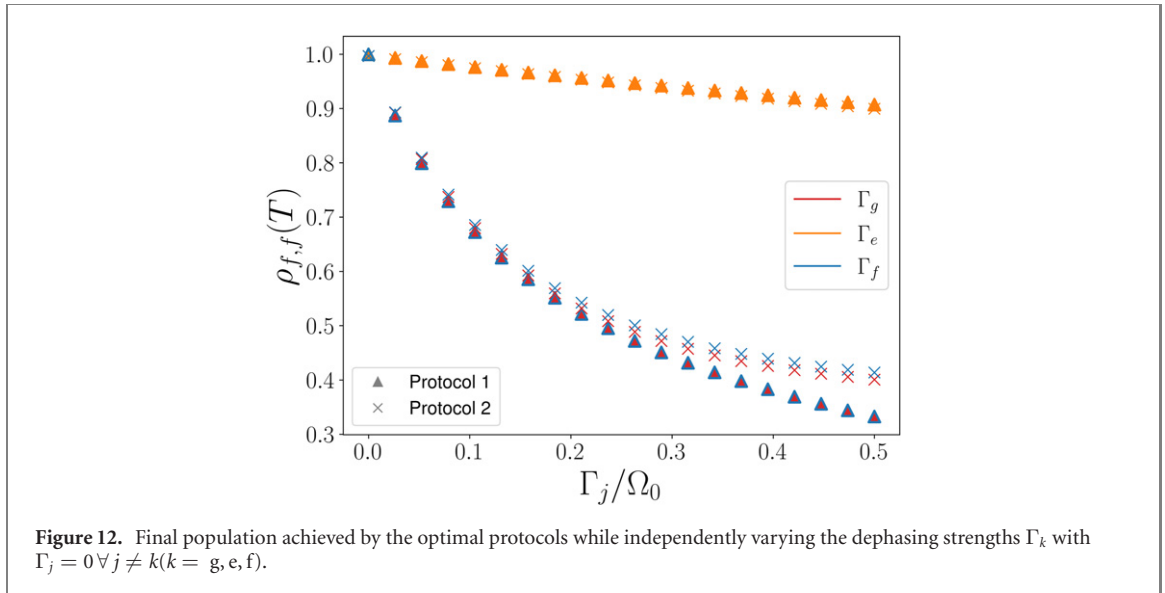 1.0
0.9
0.8
0.7
0.6
0.5
0.4
0.3
ρf,f(T)
Γg
Γe
Γf
Protocol 1
Protocol 2
0.0 0.1 0.2 0.3 0.4 0.5
Γj/Ω0
Figure 12. Final population achieved by the optimal protocols while independently varying the dephasing strengths Γk with
Γj = 0 ∀ j ≠ k(k = g, e, f).